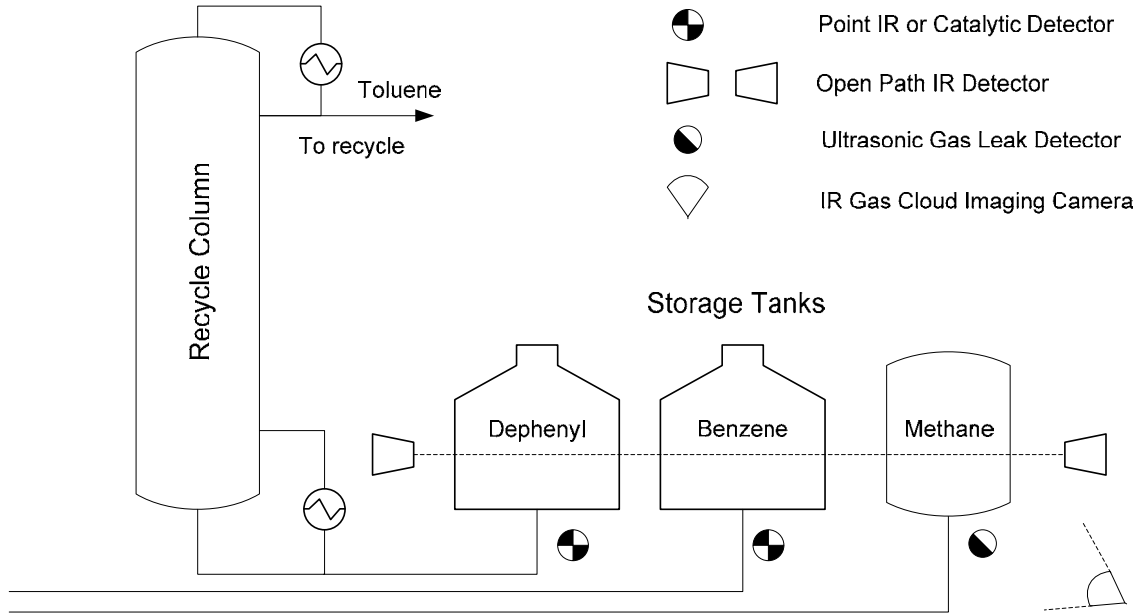 Point IR or Catalytic Detector
Toluene
Open Path IR Detector
To recycle
Ultrasonic Gas Leak Detector
IR Gas Cloud Imaging Camera
Recycle Column
Storage Tanks
Dephenyl
Benzene
Methane